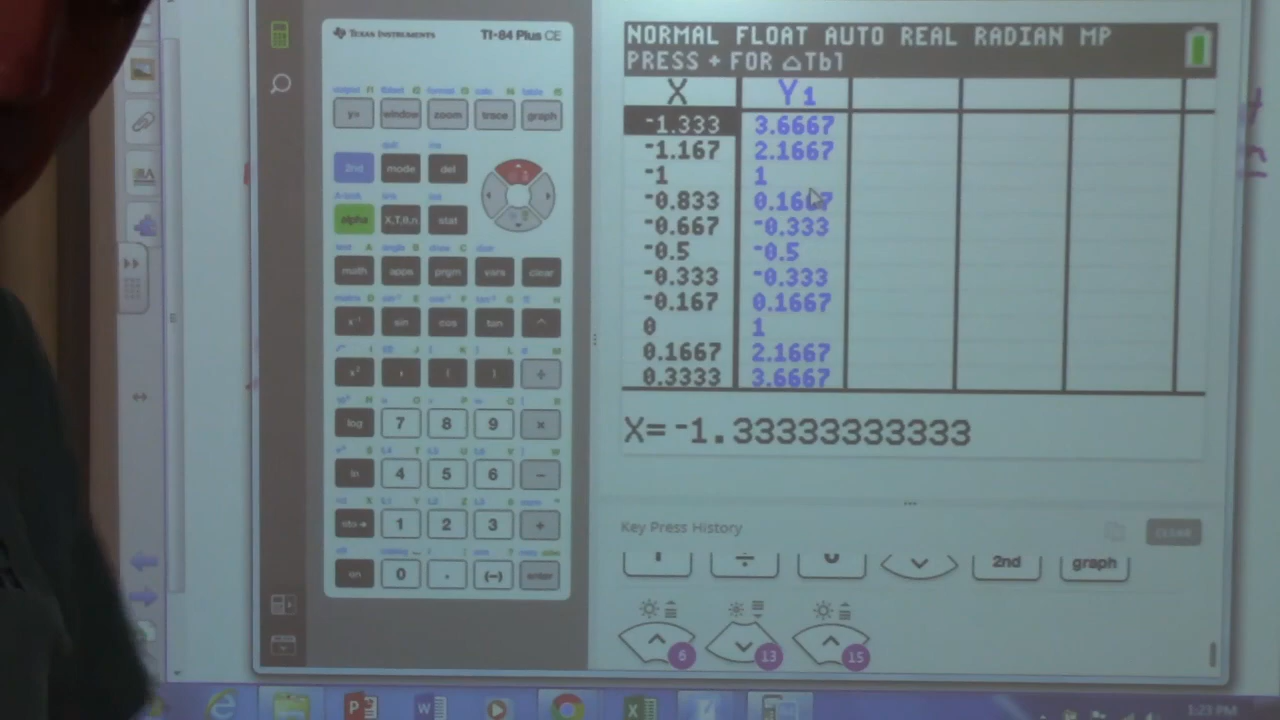 TEXAS INSTRUMENTS TI-84 Plus CE
NORMAL FLOAT AUTO REAL RADIAN MP
PRESS + FOR △Tbl
X Y1
-1.333 3.6667
-1.167 2.1667
-1 1
-0.833 0.1667
-0.667 -0.333
-0.5 -0.5
-0.333 -0.333
-0.167 0.1667
0 1
0.1667 2.1667
0.3333 3.6667
X=-1.33333333333
y= window zoom trace graph
2nd mode del
alpha X,T,θ,n stat
math apps prgm vars clear
x⁻¹ sin cos tan ^
x² , ( ) ÷
log 7 8 9 ×
ln 4 5 6 −
sto→ 1 2 3 +
on 0 . (−) enter
Key Press History
CLEAR
÷ 2nd graph
6 13 15
1:23 PM